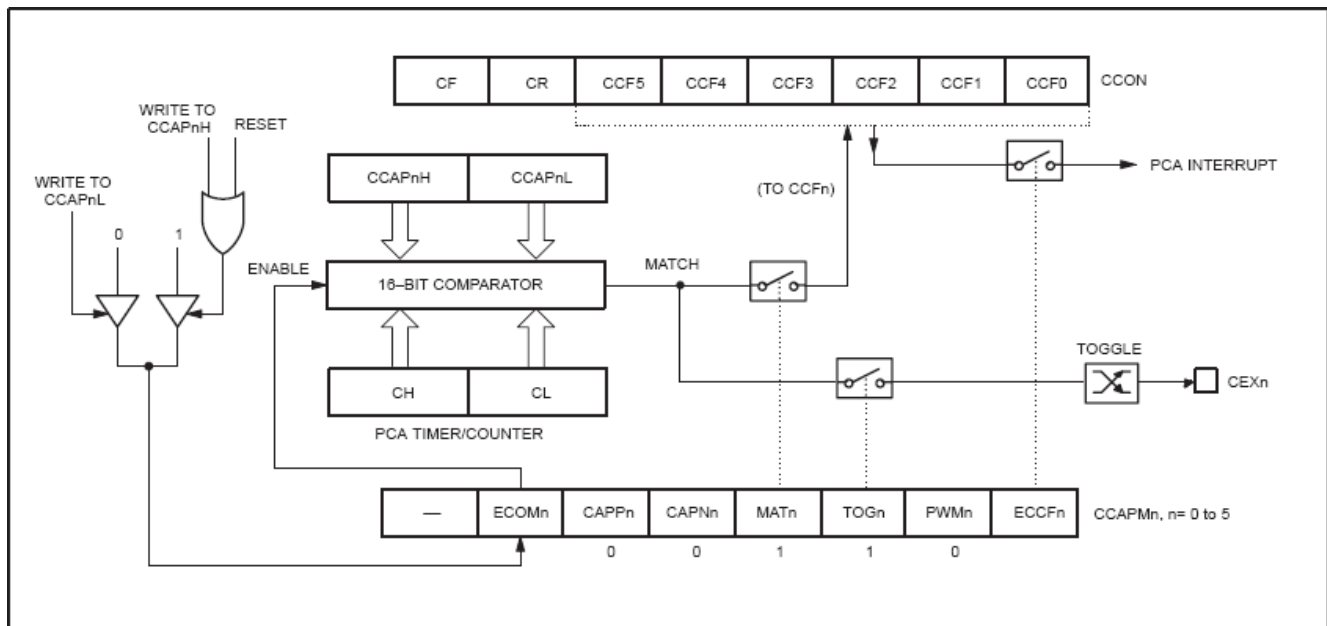 CF CR CCF5 CCF4 CCF3 CCF2 CCF1 CCF0 CCON
WRITE TO
CCAPnH RESET
CCAPnH CCAPnL
PCA INTERRUPT
WRITE TO
CCAPnL
(TO CCFn)
0 1
ENABLE
16–BIT COMPARATOR
MATCH
TOGGLE
CH CL
CEXn
PCA TIMER/COUNTER
— ECOMn CAPPn CAPNn MATn TOGn PWMn ECCFn CCAPMn, n= 0 to 5
0 0 1 1 0